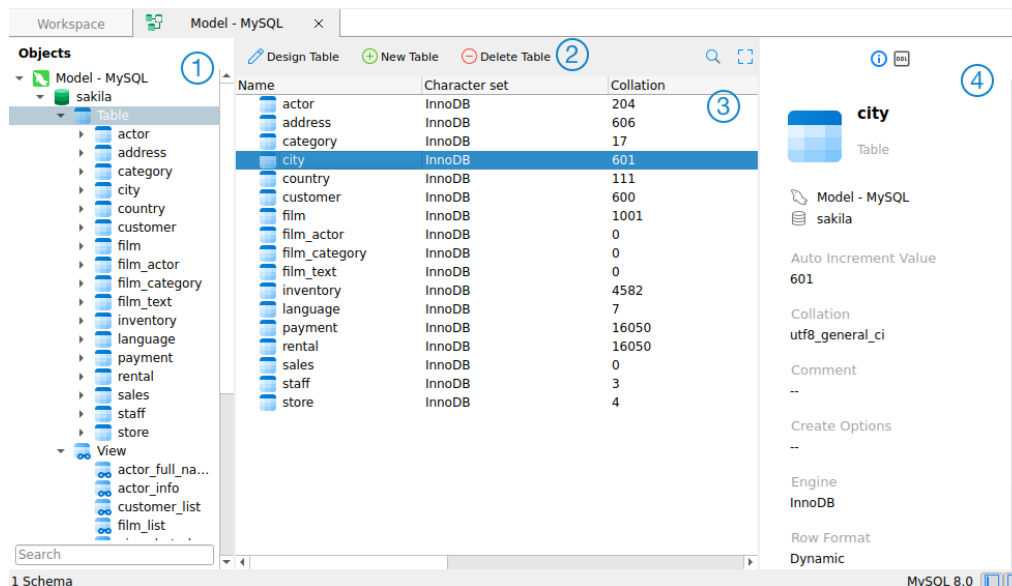 Workspace
Model - MySQL
Objects
1
Model - MySQL
sakila
Table
actor
address
category
city
country
customer
film
film_actor
film_category
film_text
inventory
language
payment
rental
sales
staff
store
View
actor_full_na...
actor_info
customer_list
film_list
Search
1 Schema
Design Table New Table Delete Table 2
Name Character set Collation
3
actor InnoDB 204
address InnoDB 606
category InnoDB 17
city InnoDB 601
country InnoDB 111
customer InnoDB 600
film InnoDB 1001
film_actor InnoDB 0
film_category InnoDB 0
film_text InnoDB 0
inventory InnoDB 4582
language InnoDB 7
payment InnoDB 16050
rental InnoDB 16050
sales InnoDB 0
staff InnoDB 3
store InnoDB 4
DDL
4
city
Table
Model - MySQL
sakila
Auto Increment Value
601
Collation
utf8_general_ci
Comment
--
Create Options
--
Engine
InnoDB
Row Format
Dynamic
MySQL 8.0